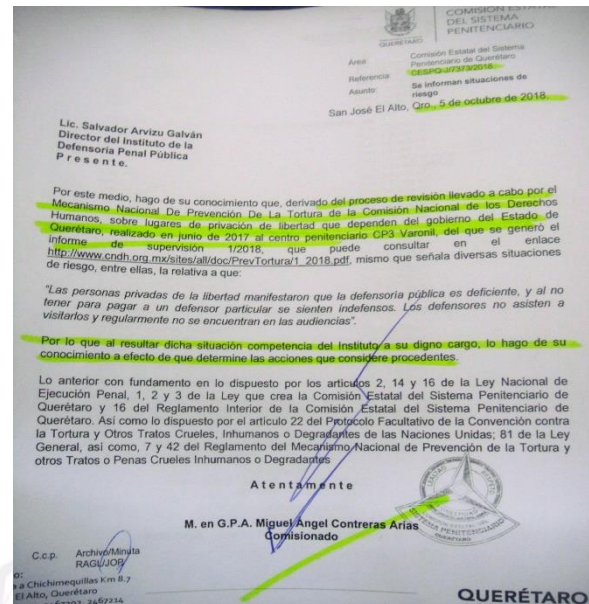 COMISIÓN ESTATAL
DEL SISTEMA
PENITENCIARIO
QUERÉTARO
Área: Comisión Estatal del Sistema
Penitenciario de Querétaro
Referencia: CESPQ-J/7373/2018
Asunto: Se informan situaciones de
riesgo
San José El Alto, Qro., 5 de octubre de 2018.
Lic. Salvador Arvizu Galván
Director del Instituto de la
Defensoría Penal Pública
P r e s e n t e.
Por este medio, hago de su conocimiento que, derivado del proceso de revisión llevado a cabo por el
Mecanismo Nacional De Prevención De La Tortura de la Comisión Nacional de los Derechos
Humanos, sobre lugares de privación de libertad que dependen del gobierno del Estado de
Querétaro, realizado en junio de 2017 al centro penitenciario CP3 Varonil, del que se generó el
informe de supervisión 1/2018, que puede consultar en el enlace
http://www.cndh.org.mx/sites/all/doc/PrevTortura/1_2018.pdf, mismo que señala diversas situaciones
de riesgo, entre ellas, la relativa a que:
"Las personas privadas de la libertad manifestaron que la defensoría pública es deficiente, y al no
tener para pagar a un defensor particular se sienten indefensos. Los defensores no asisten a
visitarlos y regularmente no se encuentran en las audiencias".
Por lo que al resultar dicha situación competencia del Instituto a su digno cargo, lo hago de su
conocimiento a efecto de que determine las acciones que considere procedentes.
Lo anterior con fundamento en lo dispuesto por los artículos 2, 14 y 16 de la Ley Nacional de
Ejecución Penal, 1, 2 y 3 de la Ley que crea la Comisión Estatal del Sistema Penitenciario de
Querétaro y 16 del Reglamento Interior de la Comisión Estatal del Sistema Penitenciario de
Querétaro. Así como lo dispuesto por el artículo 22 del Protocolo Facultativo de la Convención contra
la Tortura y Otros Tratos Crueles, Inhumanos o Degradantes de las Naciones Unidas; 81 de la Ley
General, así como, 7 y 42 del Reglamento del Mecanismo Nacional de Prevención de la Tortura y
otros Tratos o Penas Crueles Inhumanos o Degradantes
A t e n t a m e n t e
M. en G.P.A. Miguel Ángel Contreras Arias
Comisionado
C.c.p. Archivo/Minuta
RAGL/JOP
a Chichimequillas Km 8.7
El Alto, Querétaro
2467214
QUERÉTARO